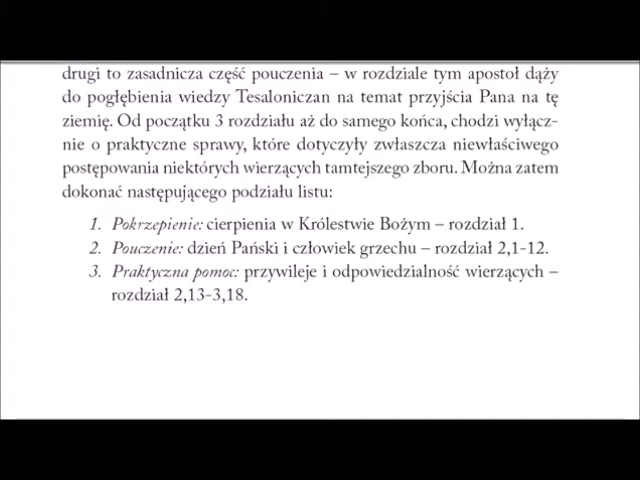 drugi to zasadnicza część pouczenia – w rozdziale tym apostoł dąży
do pogłębienia wiedzy Tesaloniczan na temat przyjścia Pana na tę
ziemię. Od początku 3 rozdziału aż do samego końca, chodzi wyłącz-
nie o praktyczne sprawy, które dotyczyły zwłaszcza niewłaściwego
postępowania niektórych wierzących tamtejszego zboru. Można zatem
dokonać następującego podziału listu:
1. Pokrzepienie: cierpienia w Królestwie Bożym – rozdział 1.
2. Pouczenie: dzień Pański i człowiek grzechu – rozdział 2,1-12.
3. Praktyczna pomoc: przywileje i odpowiedzialność wierzących –
rozdział 2,13-3,18.